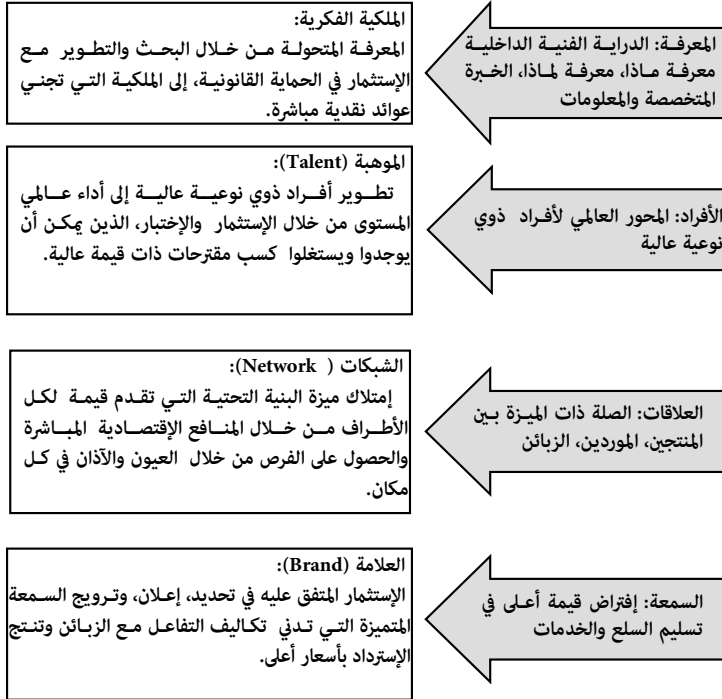 المعرفة: الدراية الفنية الداخلية
معرفة ماذا، معرفة لماذا، الخبرة
المتخصصة والمعلومات
الملكية الفكرية:
المعرفة المتحولة من خلال البحث والتطوير مع
الإستثمار في الحماية القانونية، إلى الملكية التي تجني
عوائد نقدية مباشرة.
الأفراد: المحور العالمي لأفراد ذوي
نوعية عالية
الموهبة (Talent):
تطوير أفراد ذوي نوعية عالية إلى أداء عالمي
المستوى من خلال الإستثمار والإختبار، الذين يمكن أن
يوجدوا ويستغلوا كسب مقترحات ذات قيمة عالية.
العلاقات: الصلة ذات الميزة بين
المنتجين، الموردين، الزبائن
الشبكات ( Network):
إمتلاك ميزة البنية التحتية التي تقدم قيمة لكل
الأطراف من خلال المنافع الإقتصادية المباشرة
والحصول على الفرص من خلال العيون والآذان في كل
مكان.
السمعة: إفتراض قيمة أعلى في
تسليم السلع والخدمات
العلامة (Brand):
الإستثمار المتفق عليه في تحديد، إعلان، وترويج السمعة
المتميزة التي تدني تكاليف التفاعل مع الزبائن وتنتج
الإسترداد بأسعار أعلى.